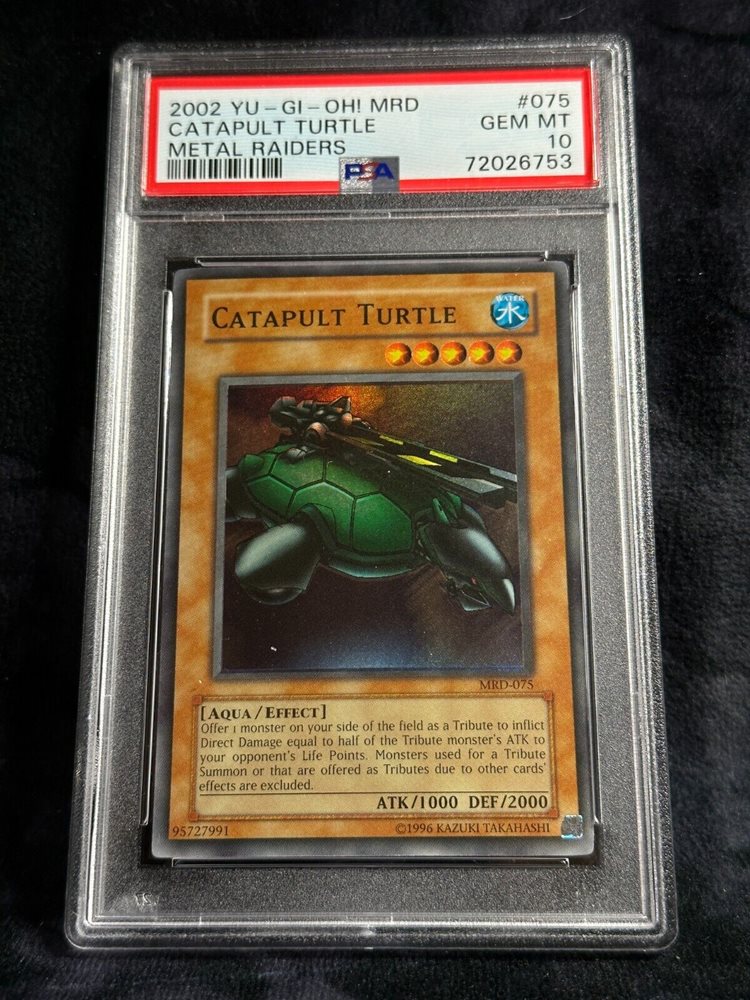 2002 YU-GI-OH! MRD #075
CATAPULT TURTLE GEM MT
METAL RAIDERS 10
PSA 72026753
CATAPULT TURTLE
WATER
水
MRD-075
[AQUA/EFFECT]
Offer 1 monster on your side of the field as a Tribute to inflict
Direct Damage equal to half of the Tribute monster's ATK to
your opponent's Life Points. Monsters used for a Tribute
Summon or that are offered as Tributes due to other cards'
effects are excluded.
ATK/1000 DEF/2000
95727991 ©1996 KAZUKI TAKAHASHI